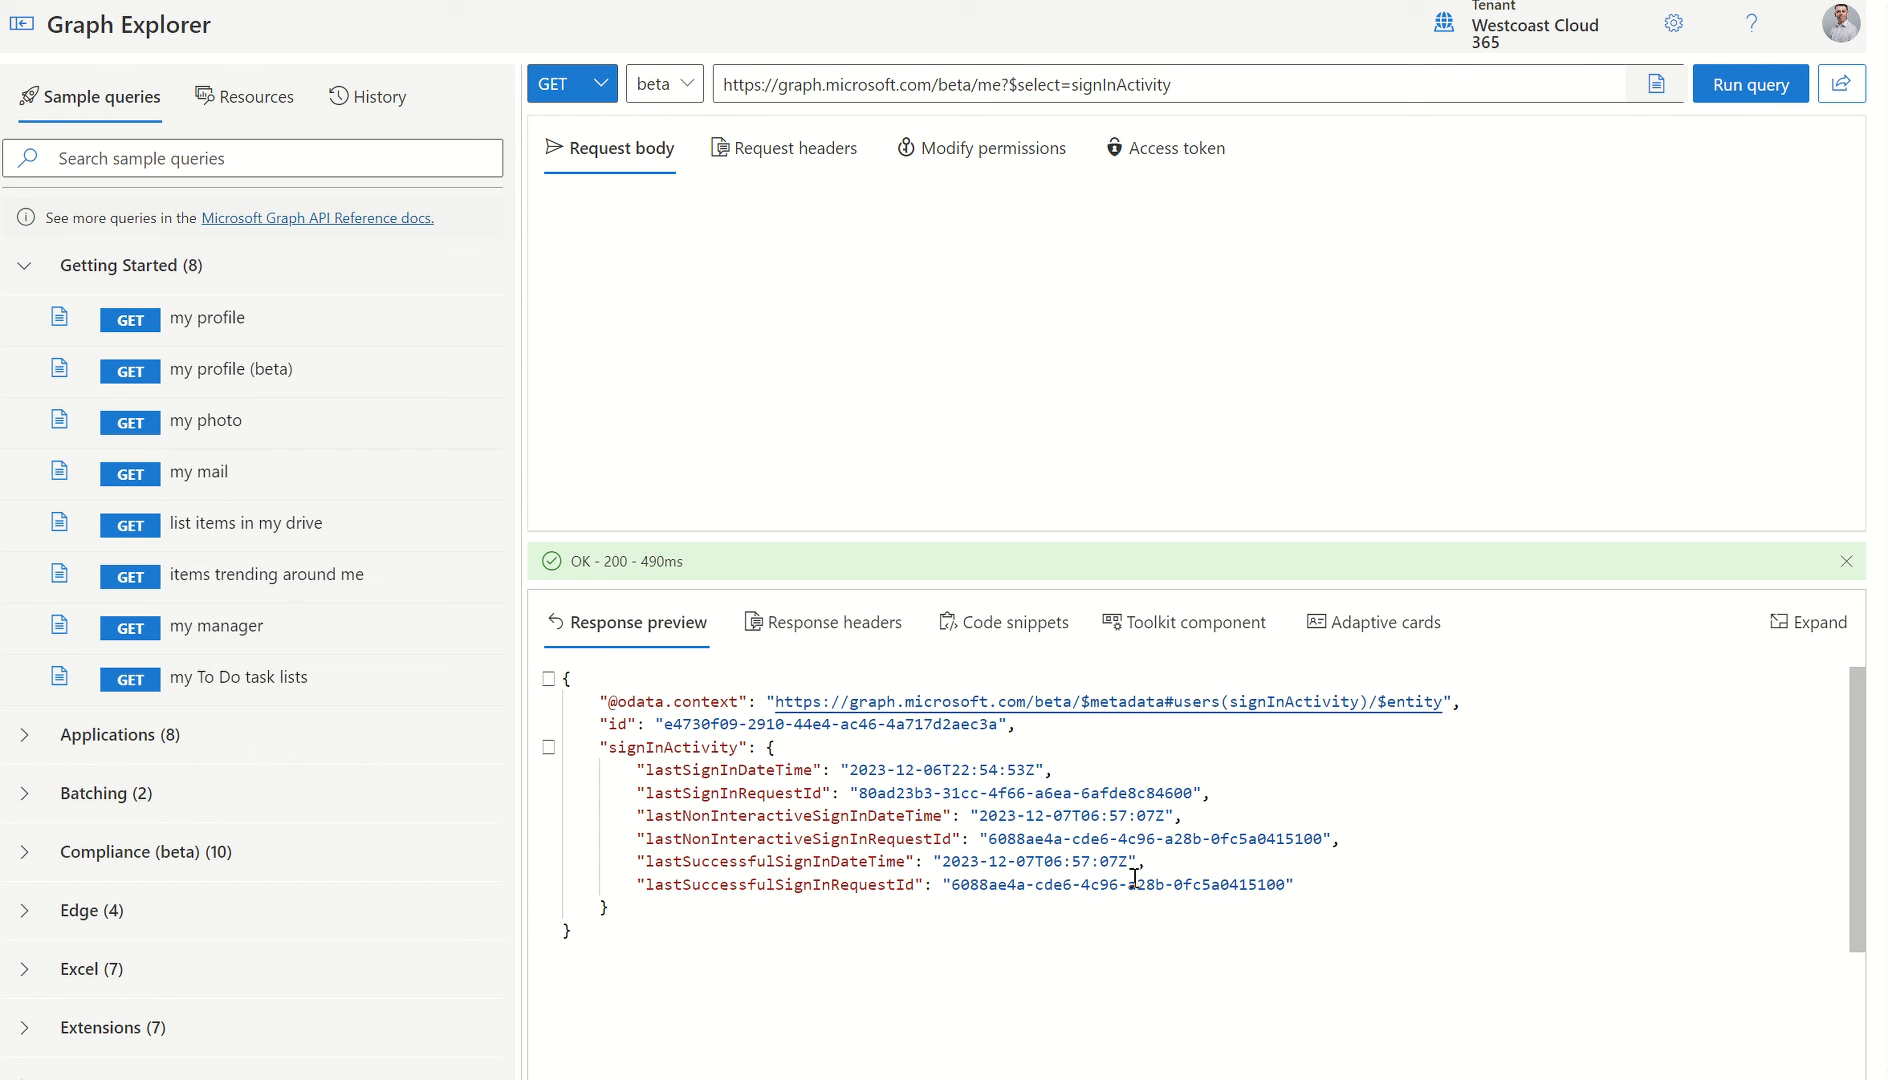 Graph Explorer
Tenant
Westcoast Cloud
365
?
Sample queries
Resources
History
Search sample queries
See more queries in the Microsoft Graph API Reference docs.
Getting Started (8)
GET my profile
GET my profile (beta)
GET my photo
GET my mail
GET list items in my drive
GET items trending around me
GET my manager
GET my To Do task lists
Applications (8)
Batching (2)
Compliance (beta) (10)
Edge (4)
Excel (7)
Extensions (7)
GET
beta
https://graph.microsoft.com/beta/me?$select=signInActivity
Run query
Request body
Request headers
Modify permissions
Access token
OK - 200 - 490ms
Response preview
Response headers
Code snippets
Toolkit component
Adaptive cards
Expand
{
"@odata.context": "https://graph.microsoft.com/beta/$metadata#users(signInActivity)/$entity",
"id": "e4730f09-2910-44e4-ac46-4a717d2aec3a",
"signInActivity": {
"lastSignInDateTime": "2023-12-06T22:54:53Z",
"lastSignInRequestId": "80ad23b3-31cc-4f66-a6ea-6afde8c84600",
"lastNonInteractiveSignInDateTime": "2023-12-07T06:57:07Z",
"lastNonInteractiveSignInRequestId": "6088ae4a-cde6-4c96-a28b-0fc5a0415100",
"lastSuccessfulSignInDateTime": "2023-12-07T06:57:07Z",
"lastSuccessfulSignInRequestId": "6088ae4a-cde6-4c96-a28b-0fc5a0415100"
}
}